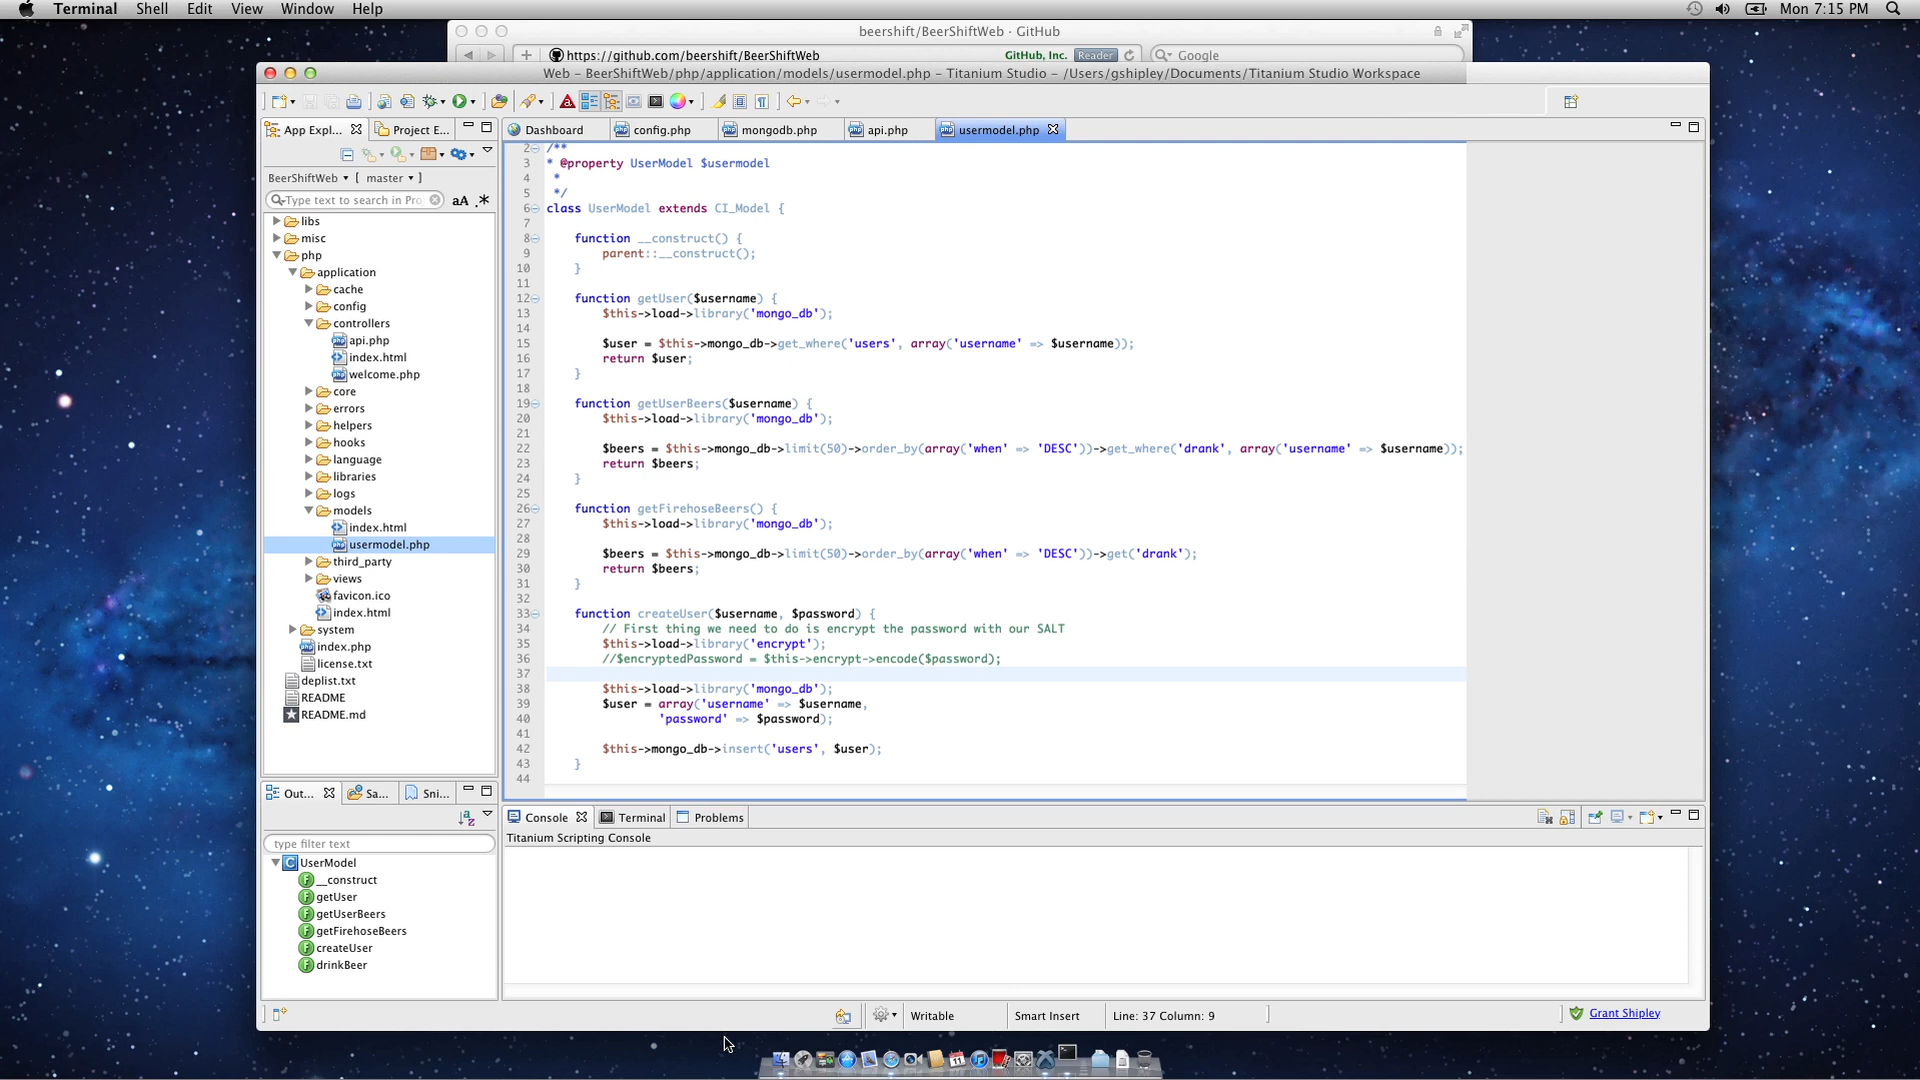 Terminal Shell Edit View Window Help
Mon 7:15 PM
beershift/BeerShiftWeb · GitHub
https://github.com/beershift/BeerShiftWeb GitHub, Inc. Reader Google
Web – BeerShiftWeb/php/application/models/usermodel.php – Titanium Studio – /Users/gshipley/Documents/Titanium Studio Workspace
App Expl... Project E...
Dashboard config.php mongodb.php api.php usermodel.php
BeerShiftWeb [ master ]
Type text to search in Pro aA .*
libs
misc
php
application
cache
config
controllers
api.php
index.html
welcome.php
core
errors
helpers
hooks
language
libraries
logs
models
index.html
usermodel.php
third_party
views
favicon.ico
index.html
system
index.php
license.txt
deplist.txt
README
README.md
2 /**
3 * @property UserModel $usermodel
4 *
5 */
6 class UserModel extends CI_Model {
7
8 function __construct() {
9 parent::__construct();
10 }
11
12 function getUser($username) {
13 $this->load->library('mongo_db');
14
15 $user = $this->mongo_db->get_where('users', array('username' => $username));
16 return $user;
17 }
18
19 function getUserBeers($username) {
20 $this->load->library('mongo_db');
21
22 $beers = $this->mongo_db->limit(50)->order_by(array('when' => 'DESC'))->get_where('drank', array('username' => $username));
23 return $beers;
24 }
25
26 function getFirehoseBeers() {
27 $this->load->library('mongo_db');
28
29 $beers = $this->mongo_db->limit(50)->order_by(array('when' => 'DESC'))->get('drank');
30 return $beers;
31 }
32
33 function createUser($username, $password) {
34 // First thing we need to do is encrypt the password with our SALT
35 $this->load->library('encrypt');
36 //$encryptedPassword = $this->encrypt->encode($password);
37
38 $this->load->library('mongo_db');
39 $user = array('username' => $username,
40 'password' => $password);
41
42 $this->mongo_db->insert('users', $user);
43 }
44
Out... Sa... Sni...
type filter text
UserModel
__construct
getUser
getUserBeers
getFirehoseBeers
createUser
drinkBeer
Console Terminal Problems
Titanium Scripting Console
Writable Smart Insert Line: 37 Column: 9
Grant Shipley